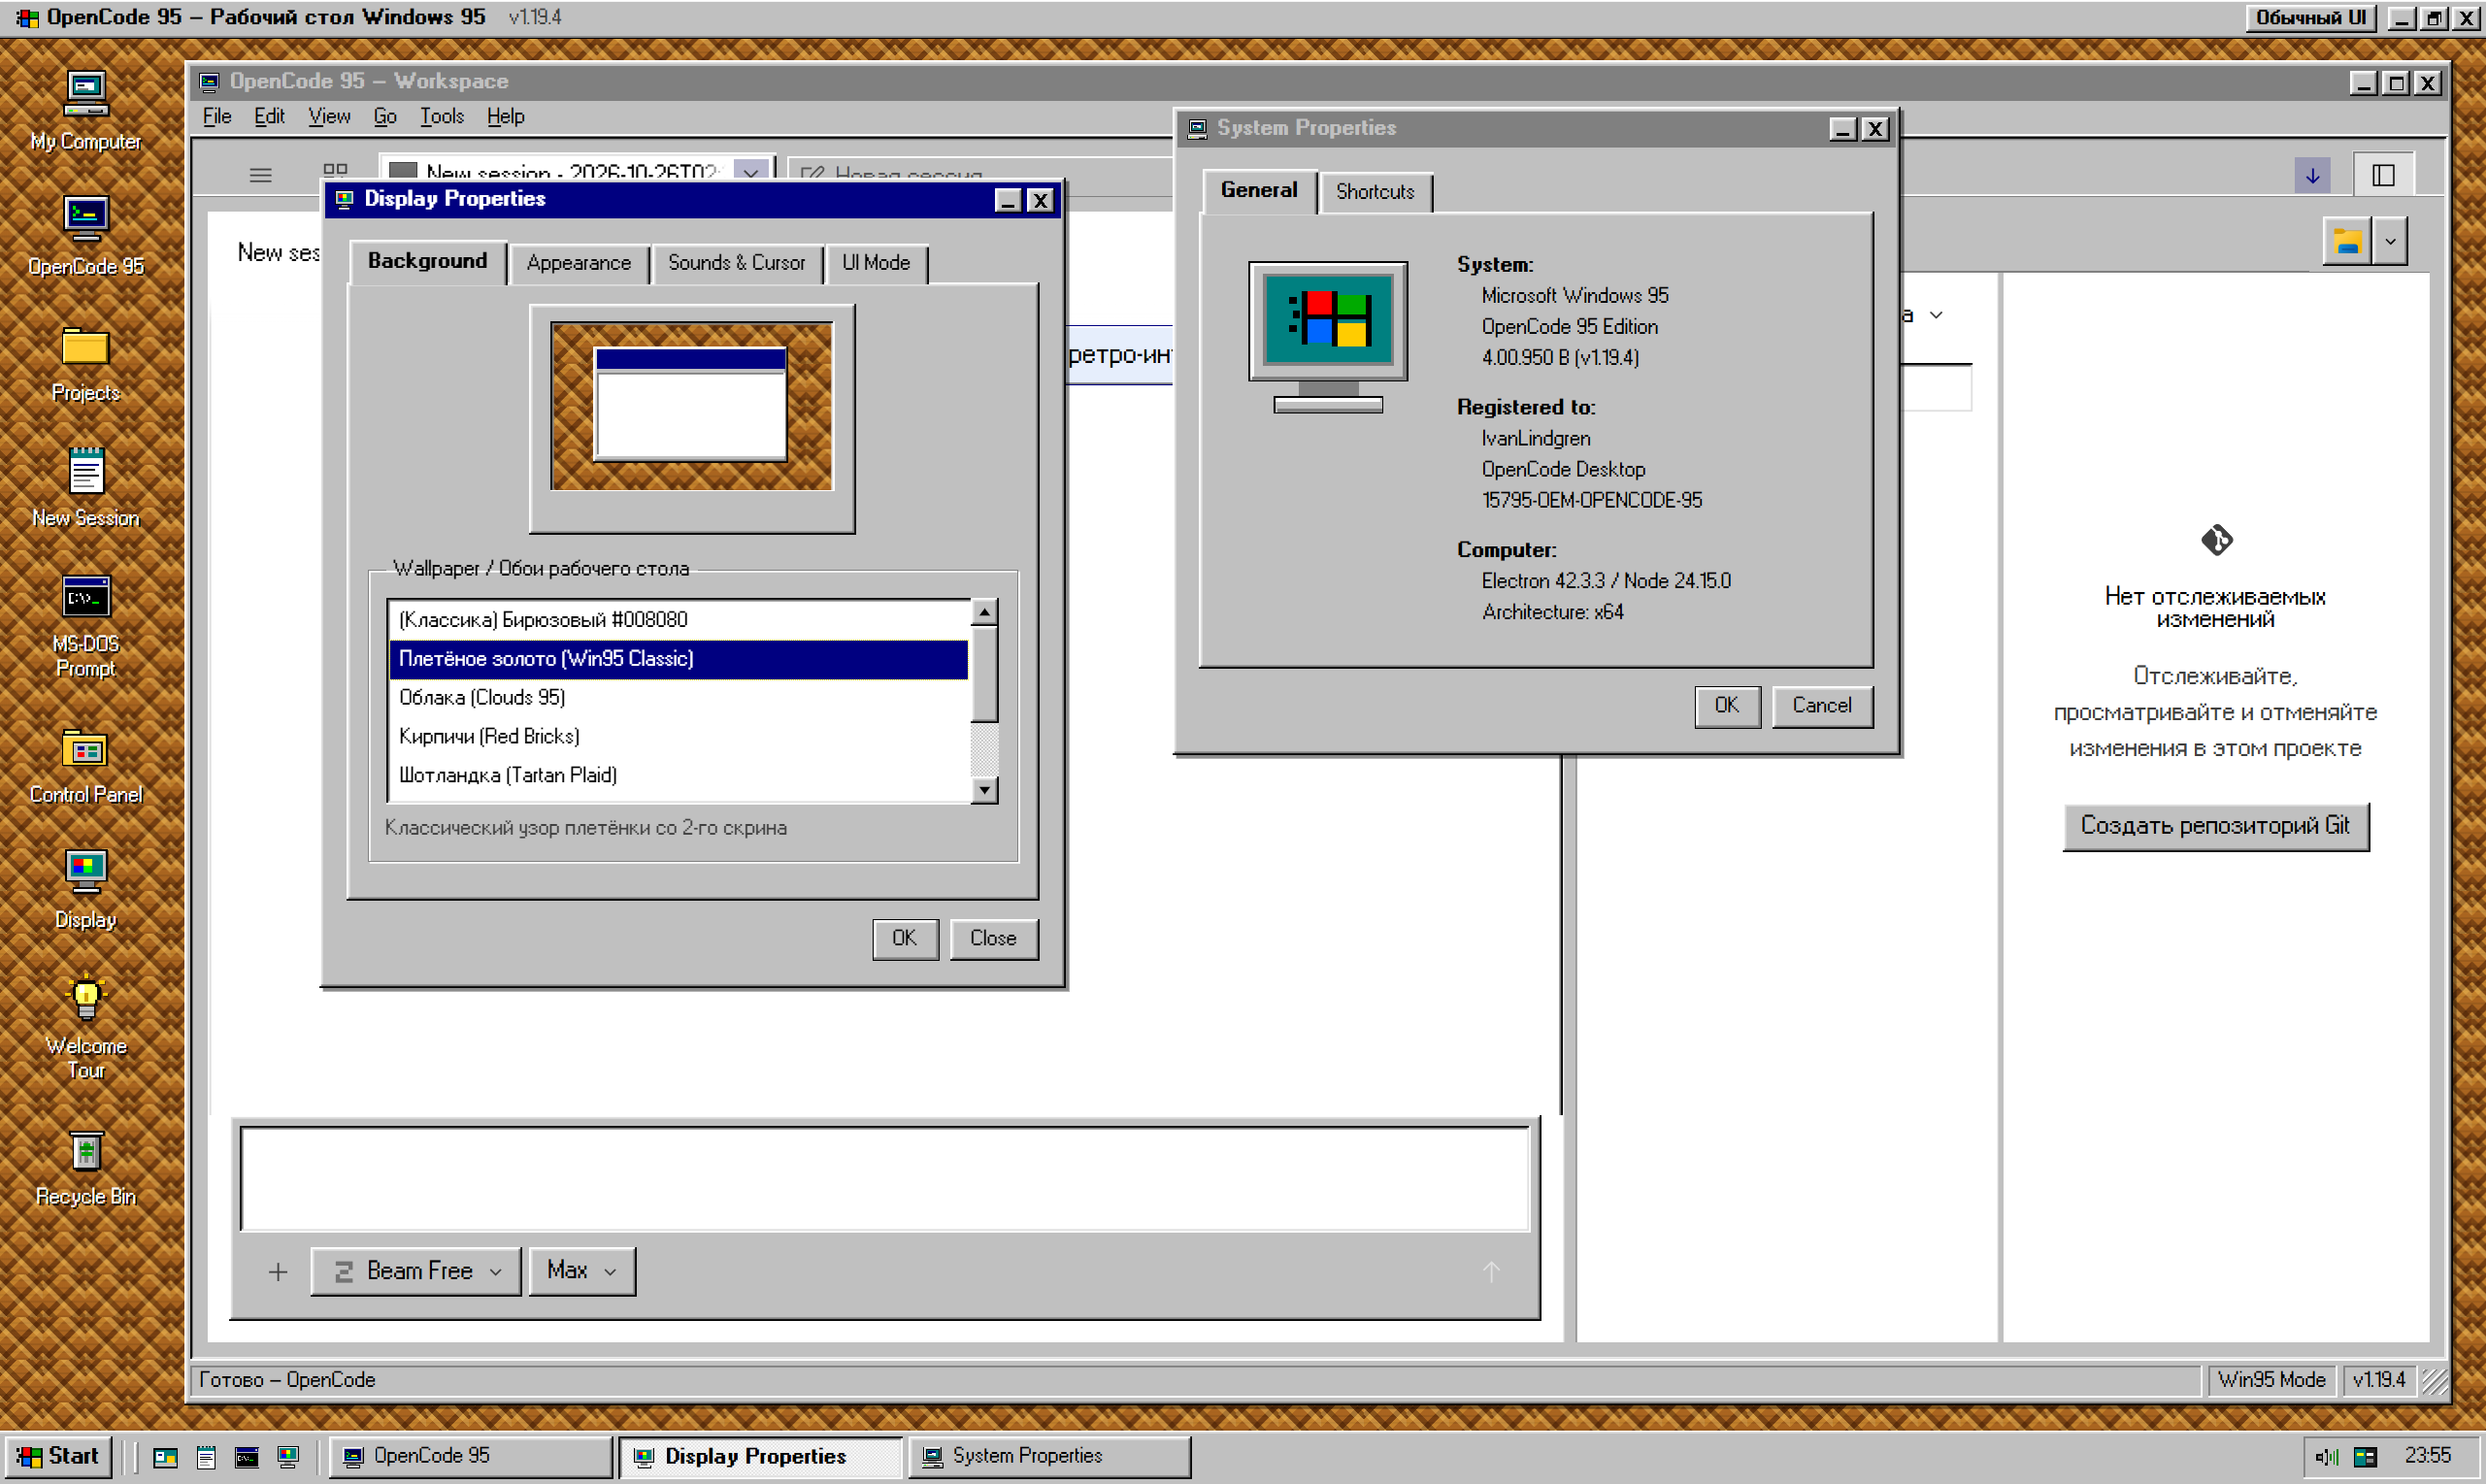 OpenCode 95 – Рабочий стол Windows 95 v1.19.4
Обычный UI
My Computer
OpenCode 95
Projects
New Session
C:\>_
MS-DOS
Prompt
Control Panel
Display
Welcome
Tour
Recycle Bin
OpenCode 95 – Workspace
File Edit View Go Tools Help
New session - 2026-10-26T02:
Новая сессия
New ses
ретро-ин
а
Display Properties
Background Appearance Sounds & Cursor UI Mode
Wallpaper / Обои рабочего стола
(Классика) Бирюзовый #008080
Плетёное золото (Win95 Classic)
Облака (Clouds 95)
Кирпичи (Red Bricks)
Шотландка (Tartan Plaid)
Классический узор плетёнки со 2-го скрина
OK Close
System Properties
General Shortcuts
System:
Microsoft Windows 95
OpenCode 95 Edition
4.00.950 B (v1.19.4)
Registered to:
IvanLindgren
OpenCode Desktop
15795-OEM-OPENCODE-95
Computer:
Electron 42.3.3 / Node 24.15.0
Architecture: x64
OK Cancel
Нет отслеживаемых
изменений
Отслеживайте,
просматривайте и отменяйте
изменения в этом проекте
Создать репозиторий Git
Beam Free Max
Готово – OpenCode
Win95 Mode v1.19.4
Start
OpenCode 95
Display Properties
System Properties
23:55